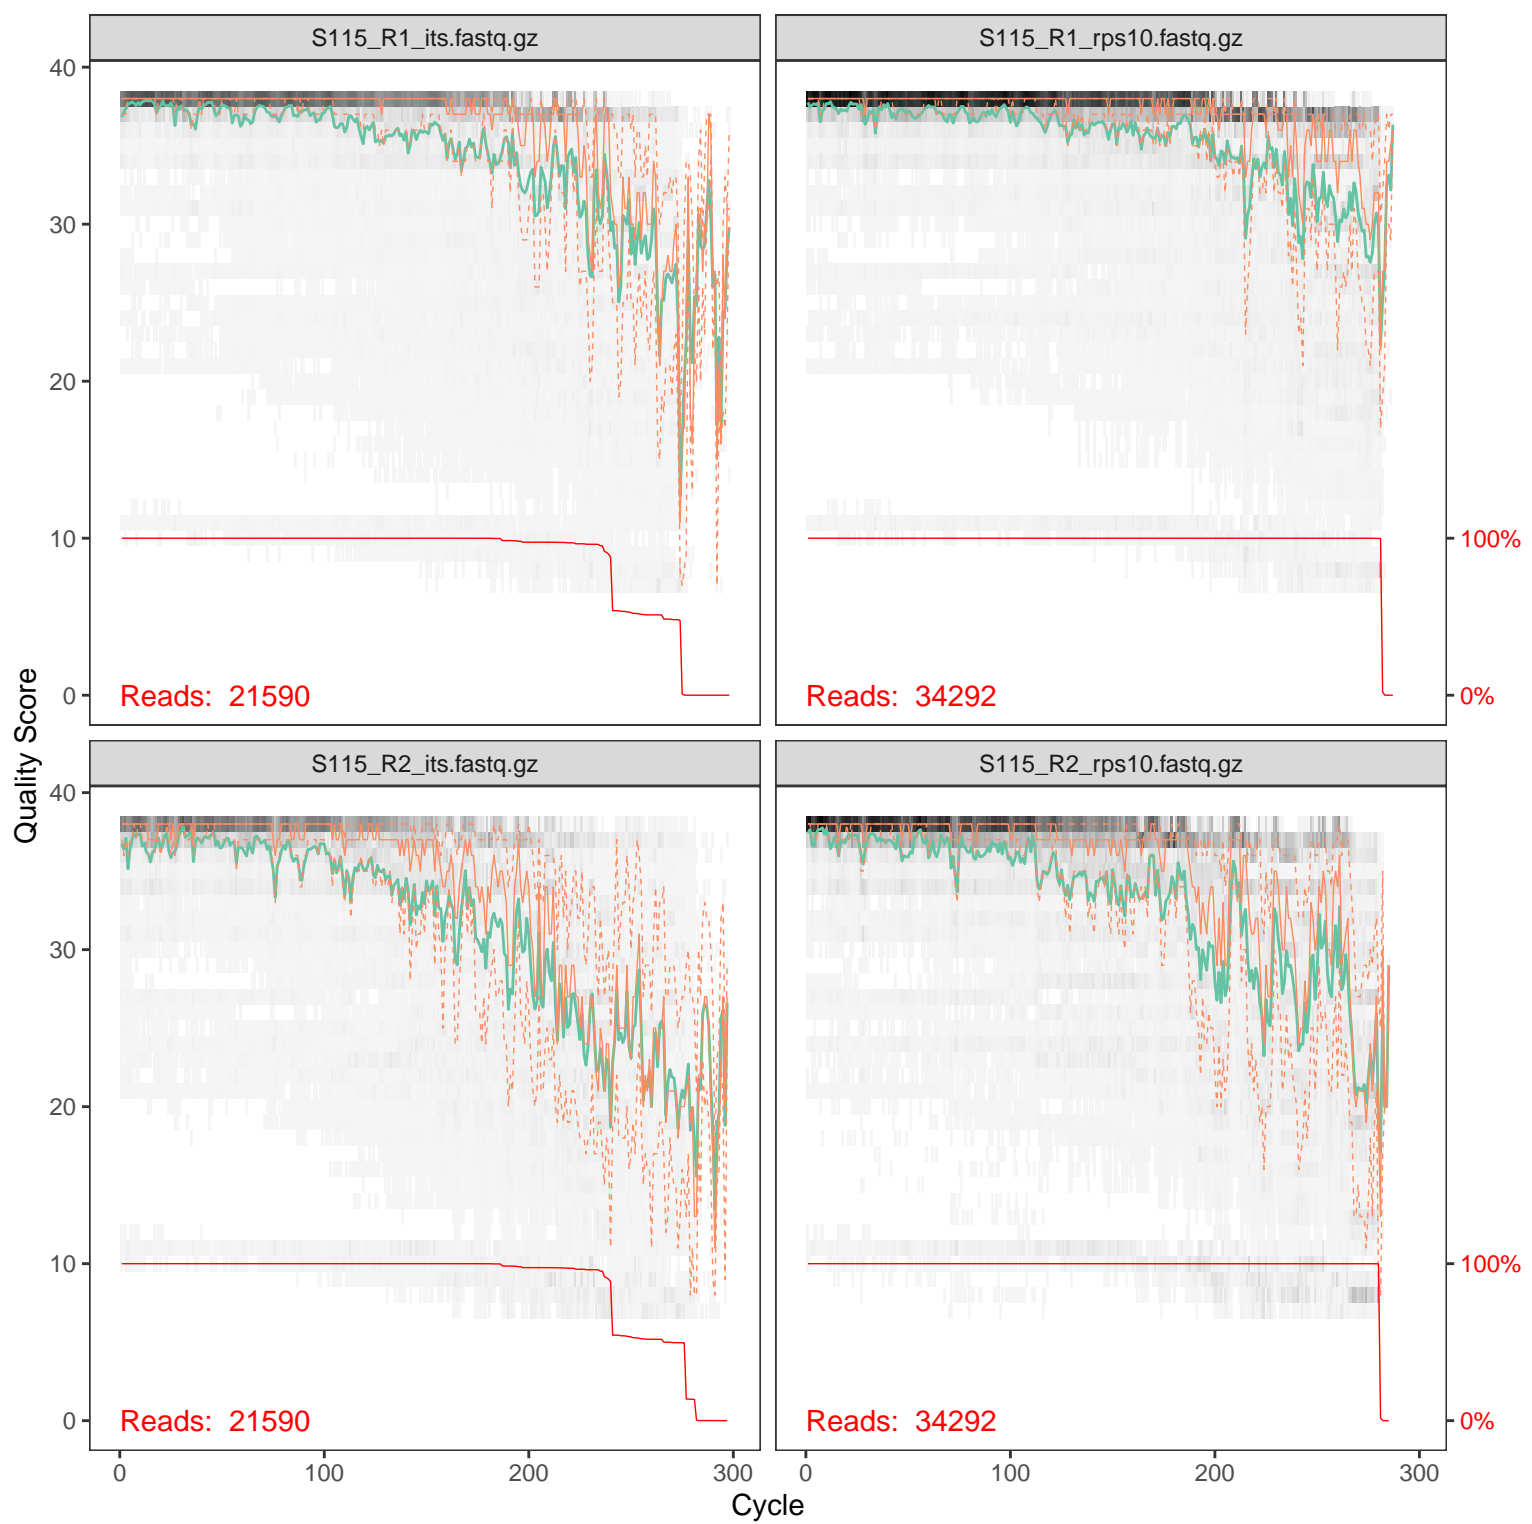 S115_R1_its.fastq.gz
S115_R1_rps10.fastq.gz
40
30
20
10
0
Reads: 21590
Reads: 34292
100%
0%
S115_R2_its.fastq.gz
S115_R2_rps10.fastq.gz
40
30
20
10
0
Reads: 21590
Reads: 34292
100%
0%
0
100
200
300
0
100
200
300
Quality Score
Cycle